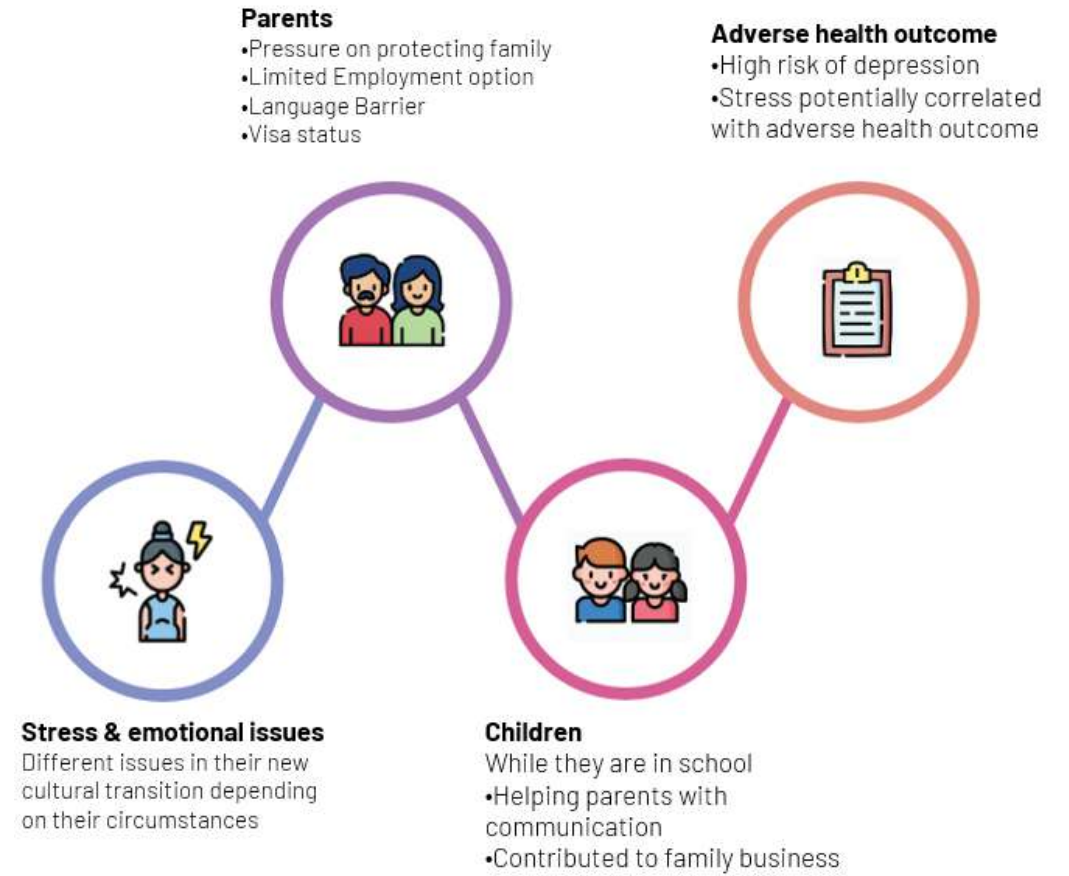 Parents
•Pressure on protecting family
•Limited Employment option
•Language Barrier
•Visa status
Adverse health outcome
•High risk of depression
•Stress potentially correlated
with adverse health outcome
Stress & emotional issues
Different issues in their new
cultural transition depending
on their circumstances
Children
While they are in school
•Helping parents with
communication
•Contributed to family business